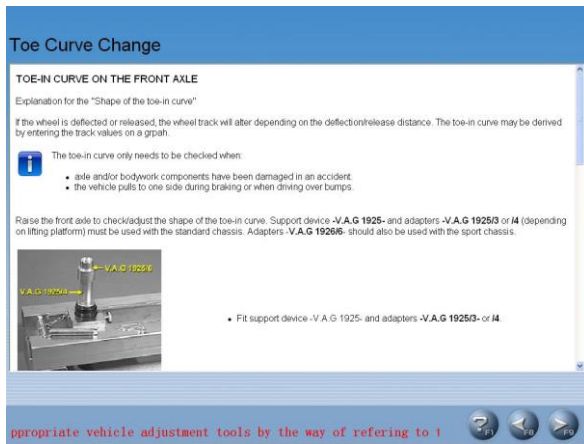 Toe Curve Change
TOE-IN CURVE ON THE FRONT AXLE
Explanation for the "Shape of the toe-in curve"
If the wheel is deflected or released, the wheel track will alter depending on the deflection/release distance. The toe-in curve may be derived
by entering the track values on a grpah.
The toe-in curve only needs to be checked when:
• axle and/or bodywork components have been damaged in an accident.
• the vehicle pulls to one side during braking or when driving over bumps.
Raise the front axle to check/adjust the shape of the toe-in curve. Support device -V.A.G 1925- and adapters -V.A.G 1925/3 or /4 (depending
on lifting platform) must be used with the standard chassis. Adapters -V.A.G 1926/6- should also be used with the sport chassis.
V.A.G 1925/6
V.A.G 1925/4
• Fit support device -V.A.G 1925- and adapters -V.A.G 1925/3- or /4.
ppropriate vehicle adjustment tools by the way of refering to t
? F1
F8
F9